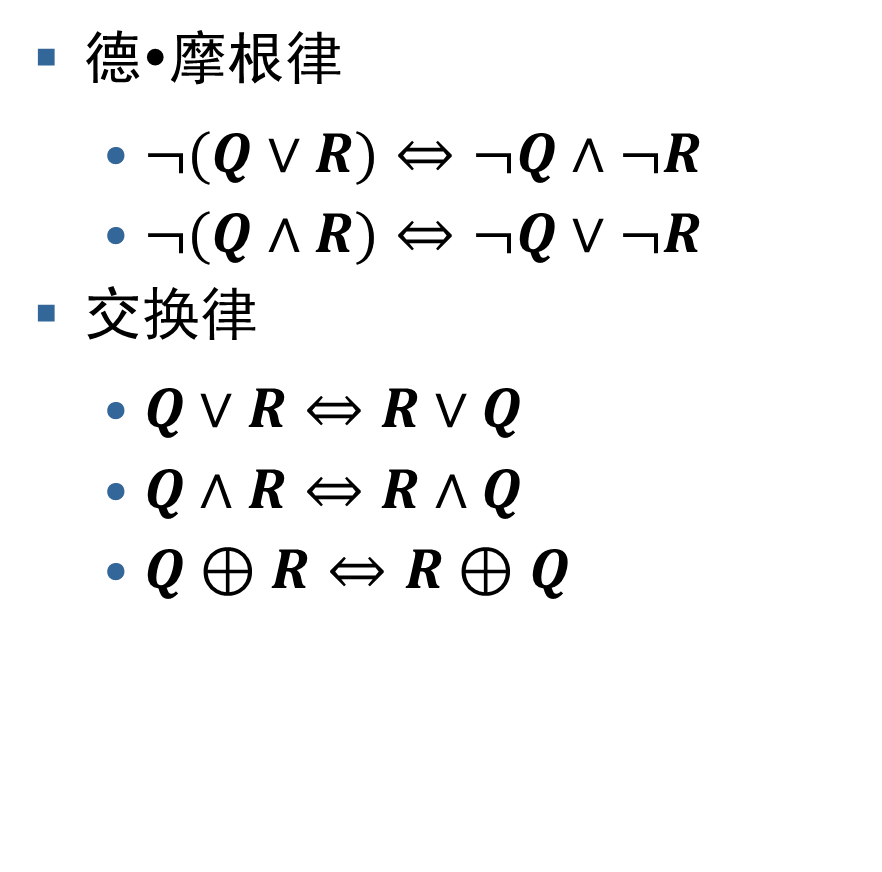 ▪ 德•摩根律
• ¬(Q ∨ R) ⇔ ¬Q ∧ ¬R
• ¬(Q ∧ R) ⇔ ¬Q ∨ ¬R
▪ 交换律
• Q ∨ R ⇔ R ∨ Q
• Q ∧ R ⇔ R ∧ Q
• Q ⊕ R ⇔ R ⊕ Q